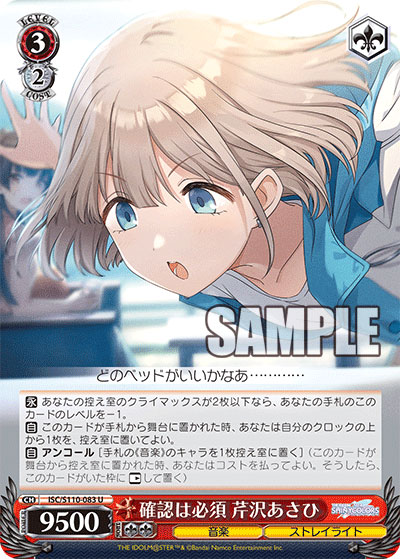 LEVEL
3
2
COST
SAMPLE
どのベッドがいいかなあ…………
永 あなたの控え室のクライマックスが2枚以下なら、あなたの手札のこの
カードのレベルを－1。
自 このカードが手札から舞台に置かれた時、あなたは自分のクロックの上
から1枚を、控え室に置いてよい。
自 アンコール ［手札の《音楽》のキャラを1枚控え室に置く］（このカードが
舞台から控え室に置かれた時、あなたはコストを払ってよい。そうしたら、
このカードがいた枠に レスト して置く）
CH ISC/S110-083 U
9500
確認は必須 芹沢あさひ
SHINYCOLORS
音楽 ストレイライト
THE IDOLM@STER™& ©Bandai Namco Entertainment Inc.